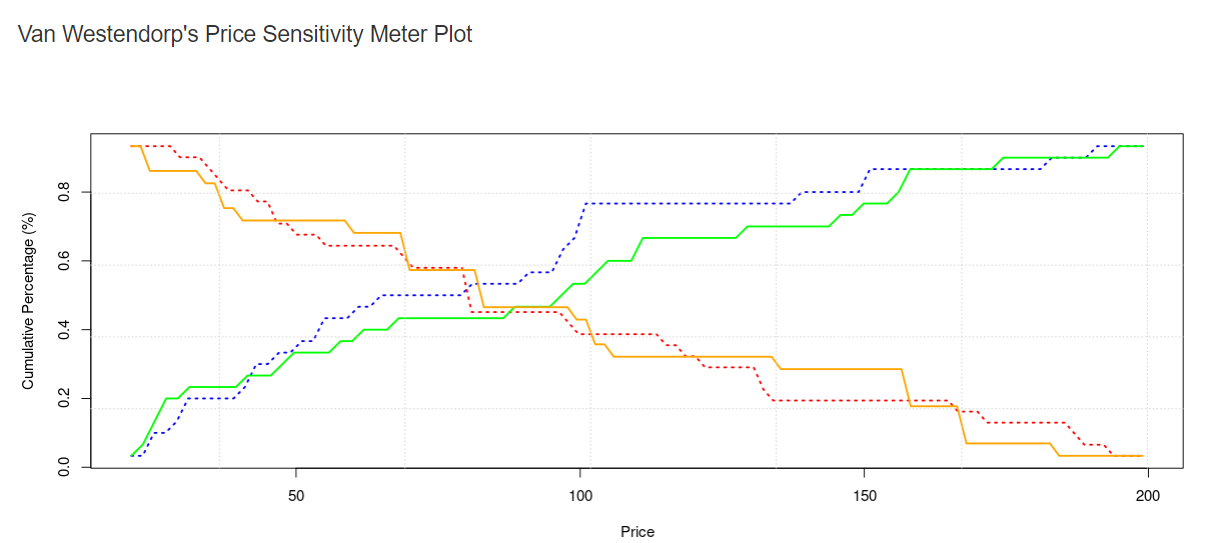 Van Westendorp's Price Sensitivity Meter Plot
Cumulative Percentage (%)
0.8
0.6
0.4
0.2
0.0
50 100 150 200
Price